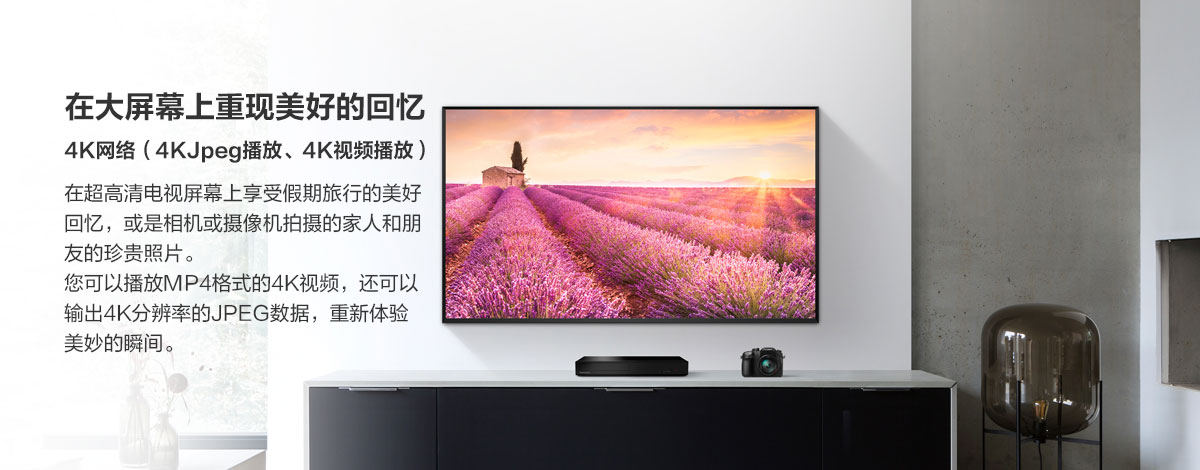 在大屏幕上重现美好的回忆
4K网络（4KJpeg播放、4K视频播放）
在超高清电视屏幕上享受假期旅行的美好
回忆，或是相机或摄像机拍摄的家人和朋
友的珍贵照片。
您可以播放MP4格式的4K视频，还可以
输出4K分辨率的JPEG数据，重新体验
美妙的瞬间。